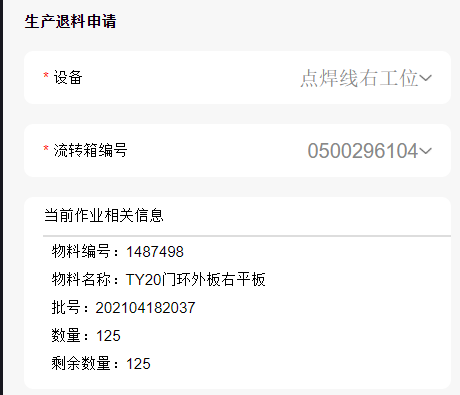 生产退料申请
* 设备 点焊线右工位
* 流转箱编号 0500296104
当前作业相关信息
物料编号：1487498
物料名称：TY20门环外板右平板
批号：202104182037
数量：125
剩余数量：125